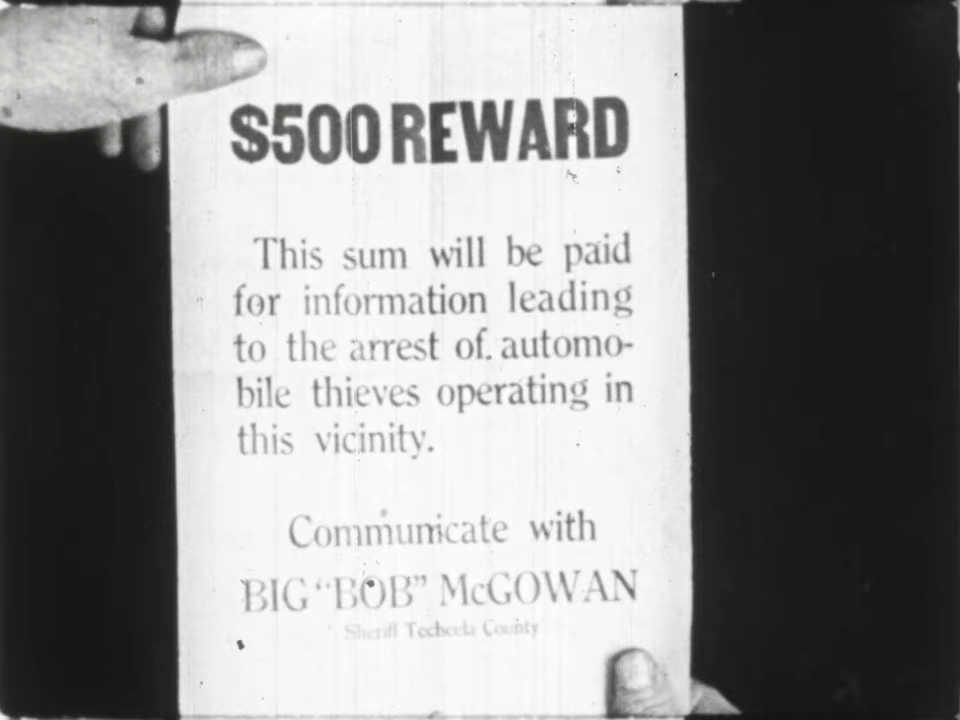 $500 REWARD
This sum will be paid
for information leading
to the arrest of automo-
bile thieves operating in
this vicinity.
Communicate with
BIG "BOB" McGOWAN
Sheriff Techeela County